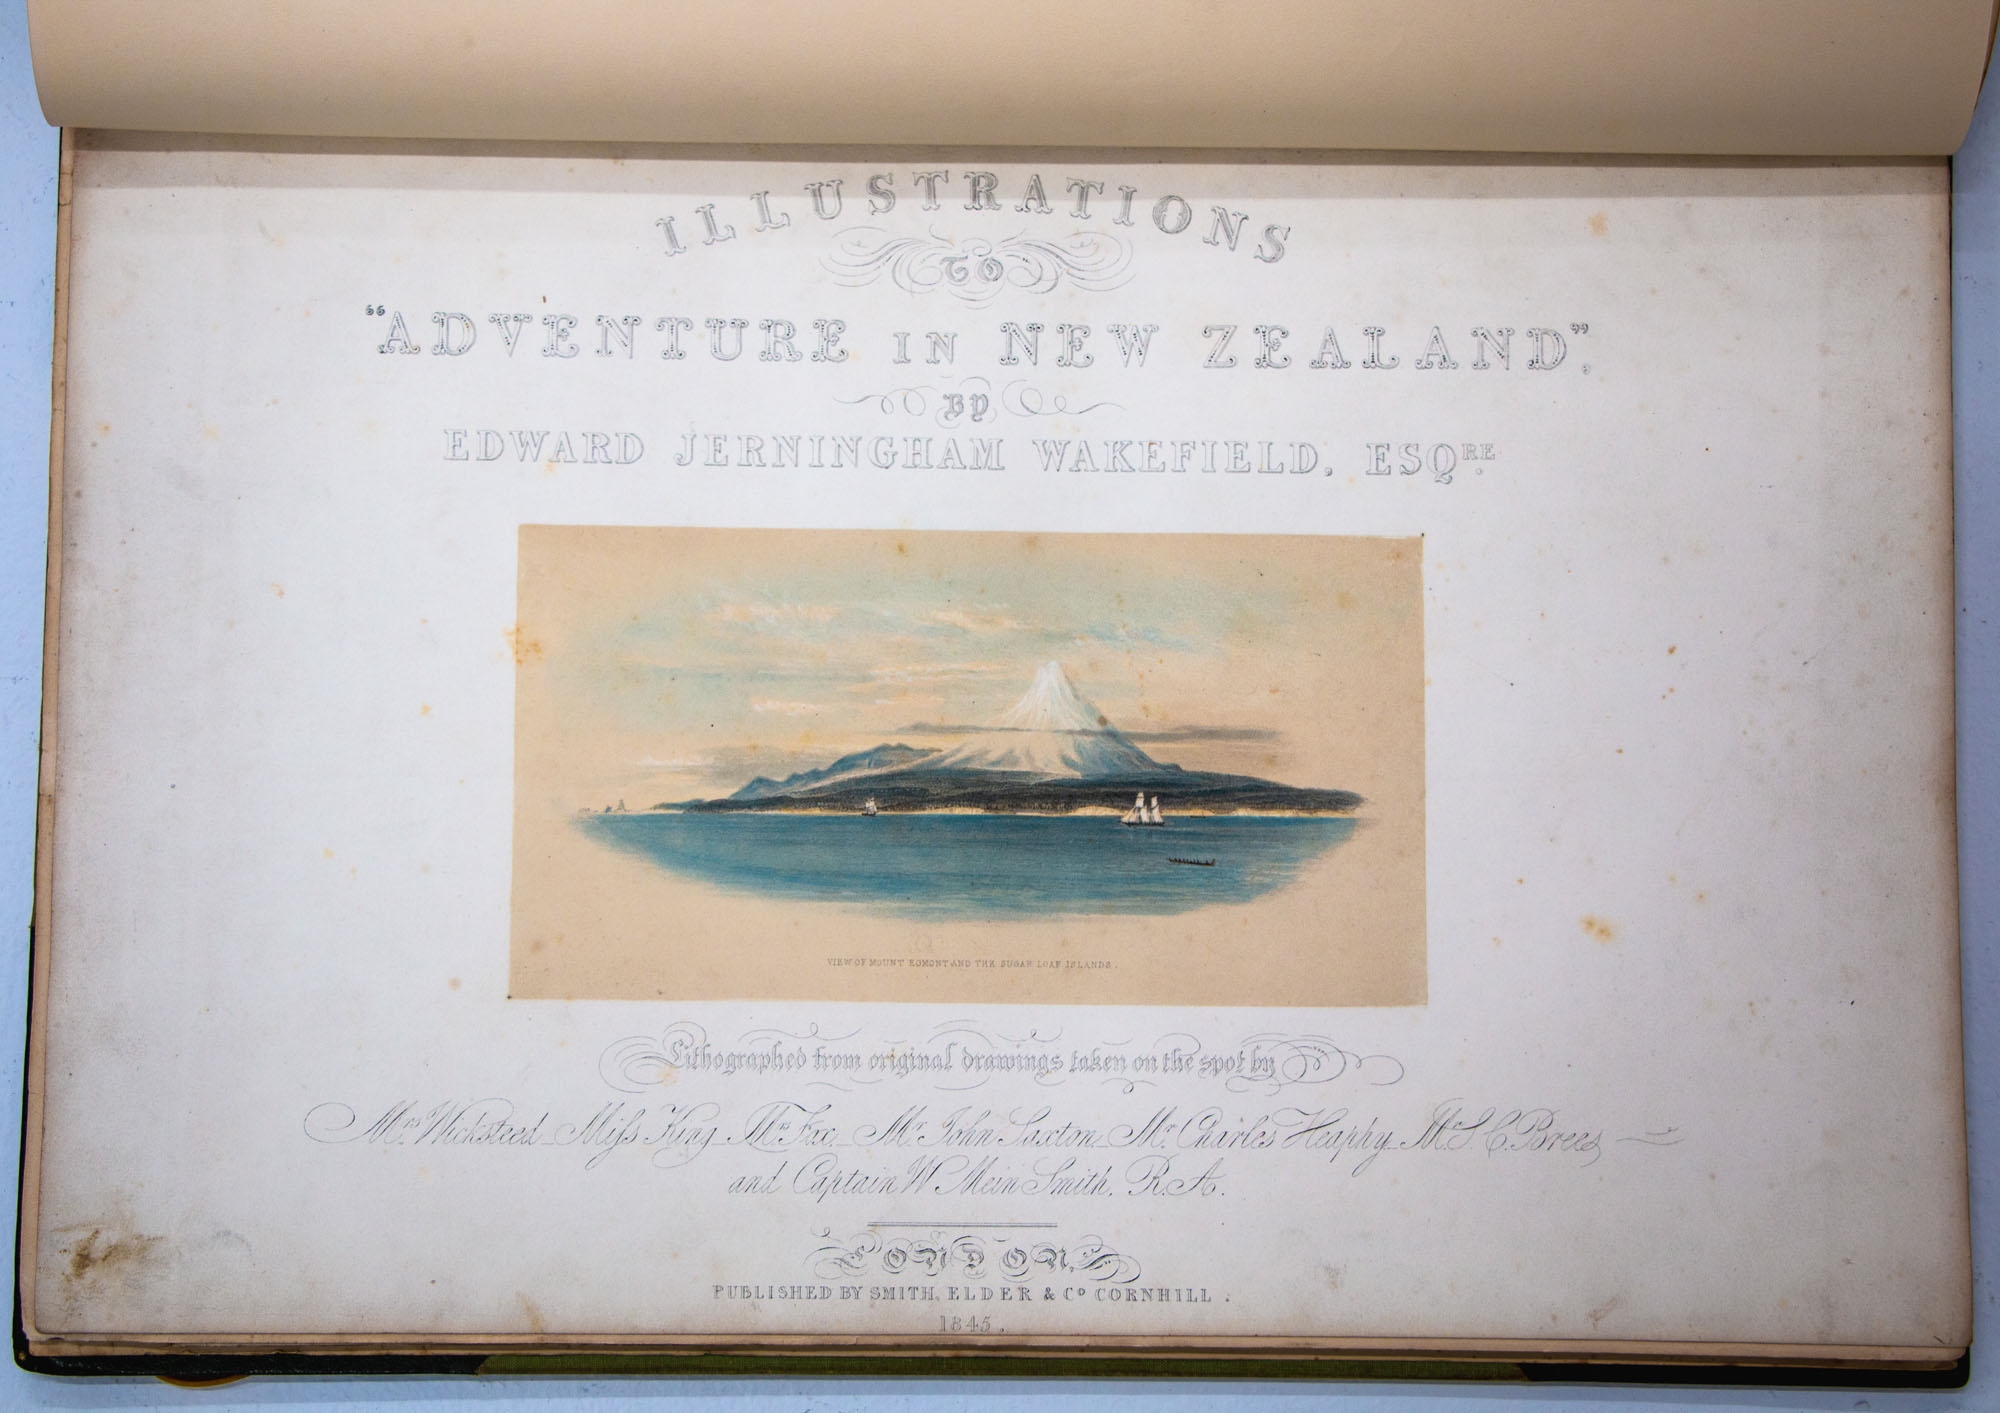 ILLUSTRATIONS
TO
"ADVENTURE IN NEW ZEALAND",
BY
EDWARD JERNINGHAM WAKEFIELD, ESQRE.
VIEW OF MOUNT EGMONT AND THE SUGAR LOAF ISLANDS.
Lithographed from original drawings taken on the spot by
Mrs. Wicksteed Miss King Mr. Fox Mr. John Saxton Mr. Charles Heaphy Mr. S. C. Brees
and Captain W. Mein Smith, R.A.
LONDON,
PUBLISHED BY SMITH, ELDER & Co CORNHILL.
1845.